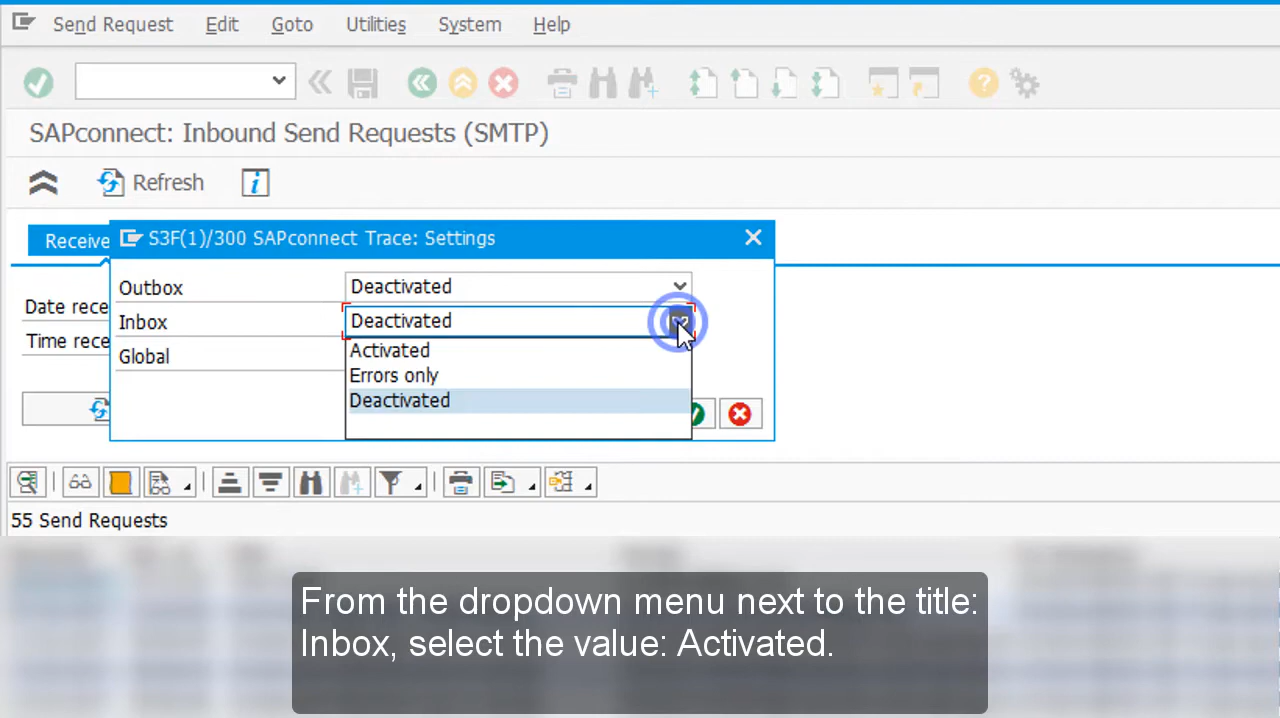 Send Request Edit Goto Utilities System Help
SAPconnect: Inbound Send Requests (SMTP)
Refresh
Receive
S3F(1)/300 SAPconnect Trace: Settings
Outbox Deactivated
Date rece
Inbox Deactivated
Time rece
Activated
Global
Errors only
Deactivated
55 Send Requests
From the dropdown menu next to the title:
Inbox, select the value: Activated.